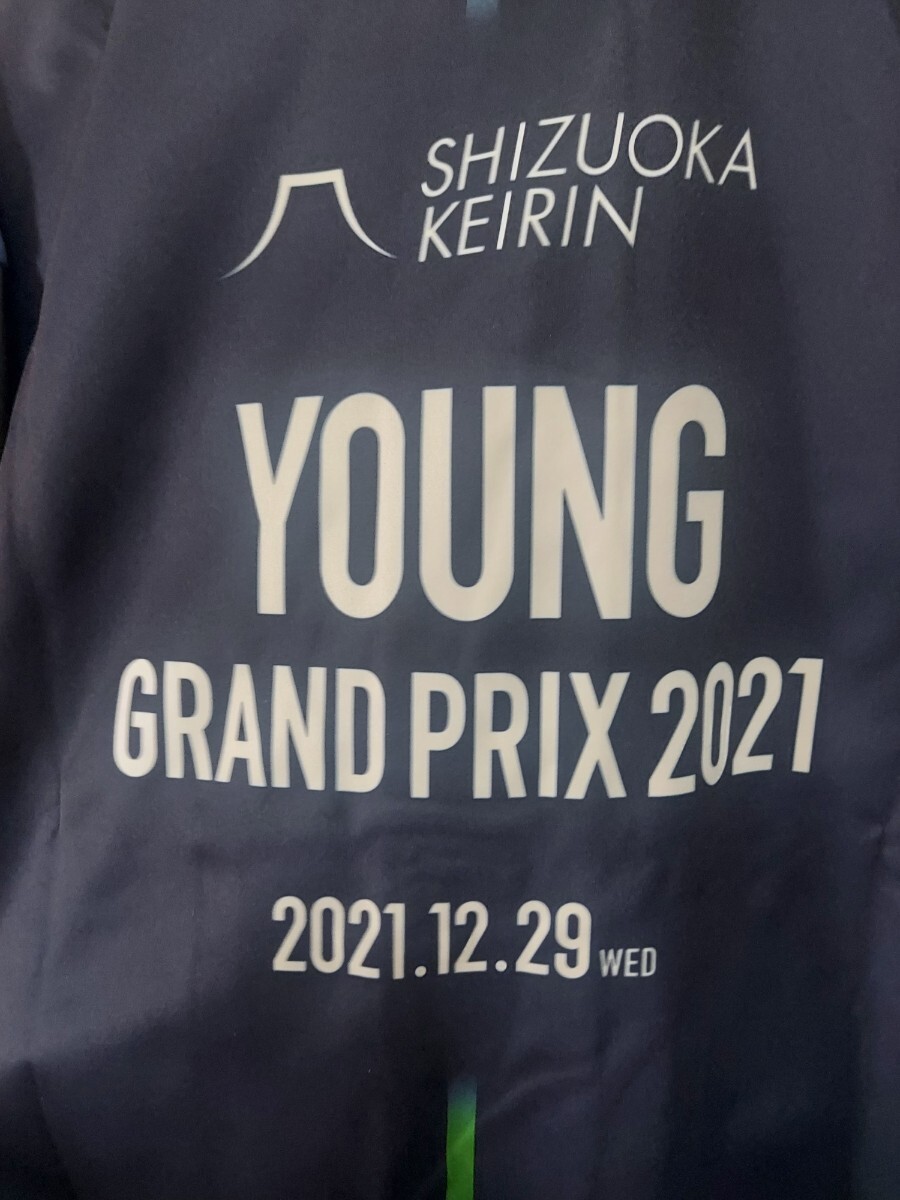 SHIZUOKA
KEIRIN
YOUNG
GRAND PRIX 2021
2021.12.29 WED